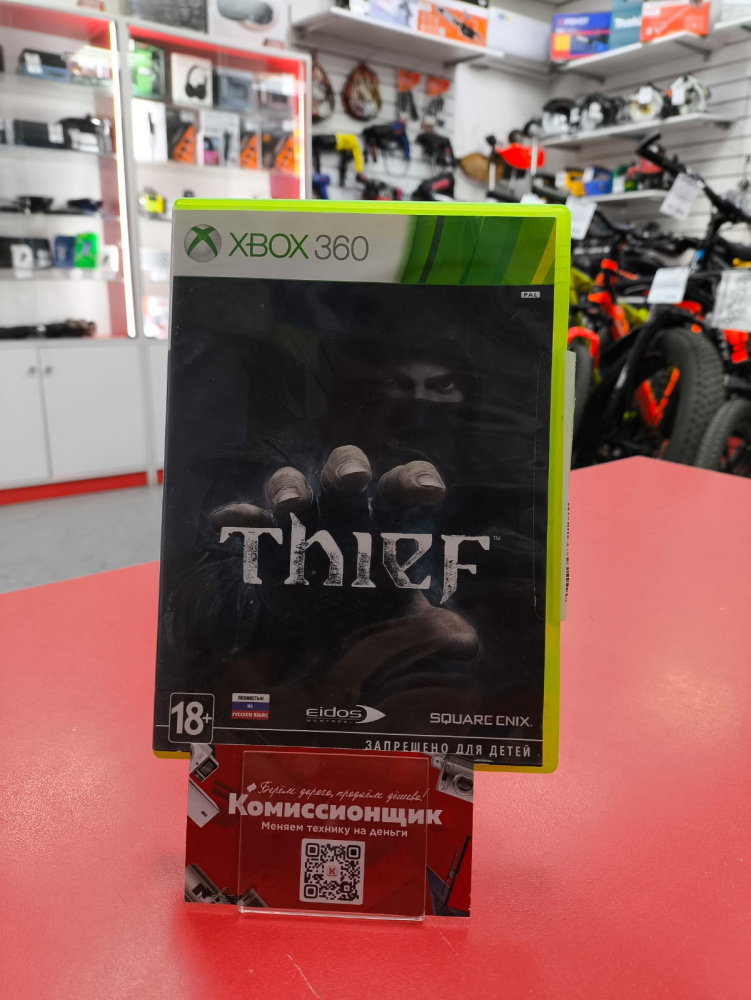 XBOX 360
PAL
THIEF™
18+
ПОЛНОСТЬЮ
НА
РУССКОМ ЯЗЫКЕ
eidos
MONTREAL
SQUARE ENIX.
ЗАПРЕЩЕНО ДЛЯ ДЕТЕЙ
Берём дорого, продаём дёшево!
Комиссионщик
Меняем технику на деньги
K